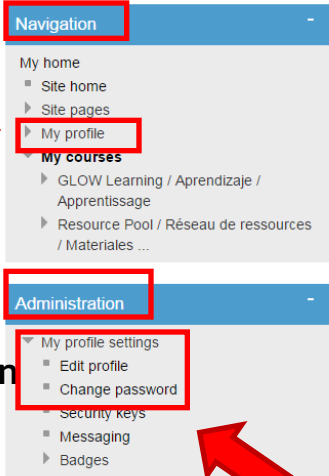 Navigation
My home
Site home
Site pages
My profile
My courses
GLOW Learning / Aprendizaje /
Apprentissage
Resource Pool / Réseau de ressources
/ Materiales ...
Administration
My profile settings
Edit profile
Change password
Security keys
Messaging
Badges